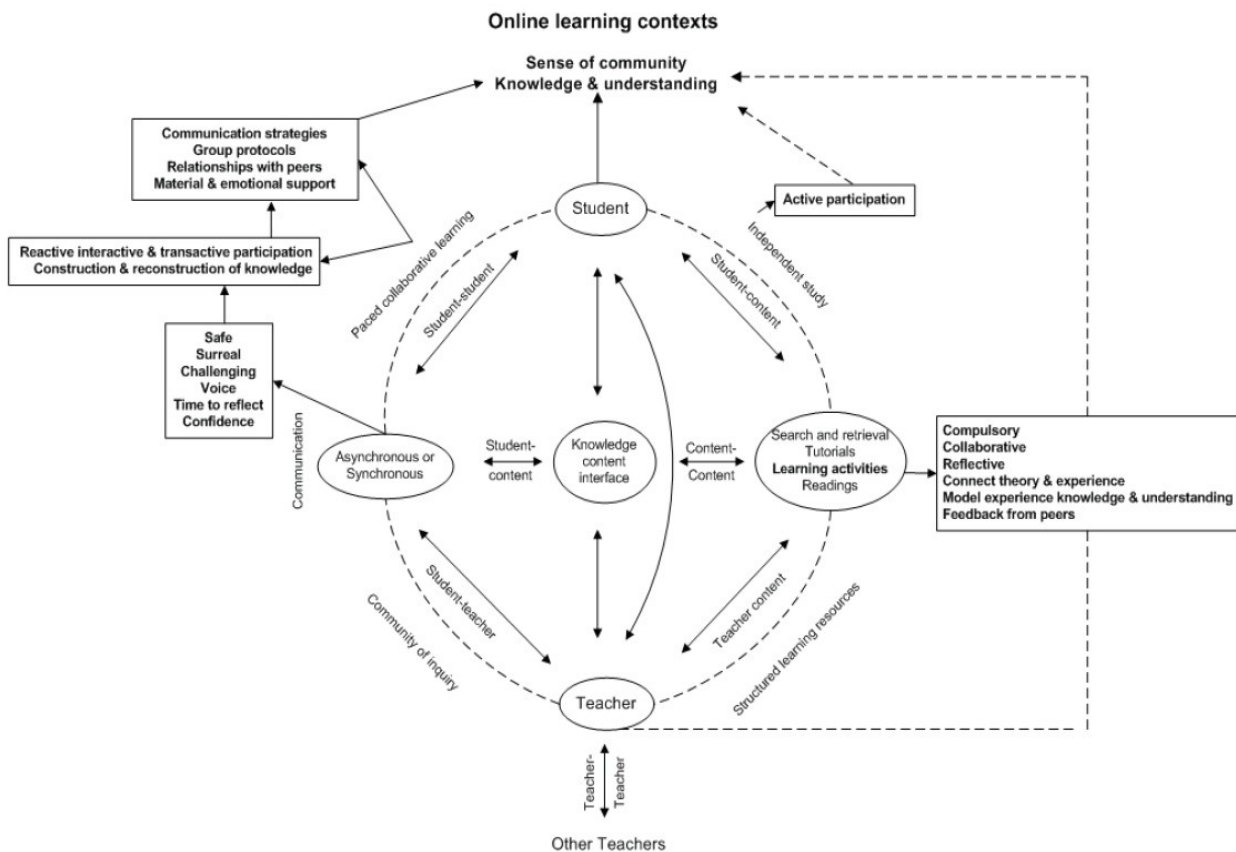 Online learning contexts
Sense of community
Knowledge & understanding
Communication strategies
Group protocols
Relationships with peers
Material & emotional support
Reactive interactive & transactive participation
Construction & reconstruction of knowledge
Safe
Surreal
Challenging
Voice
Time to reflect
Confidence
Communication
Paced collaborative learning
Student-student
Student
Active participation
Independent study
Student-content
Asynchronous or
Synchronous
Student-
content
Knowledge
content
interface
Content-
Content
Search and retrieval
Tutorials
Learning activities
Readings
Compulsory
Collaborative
Reflective
Connect theory & experience
Model experience knowledge & understanding
Feedback from peers
Student-teacher
Community of inquiry
Teacher content
Structured learning resources
Teacher
Teacher-
Teacher
Other Teachers